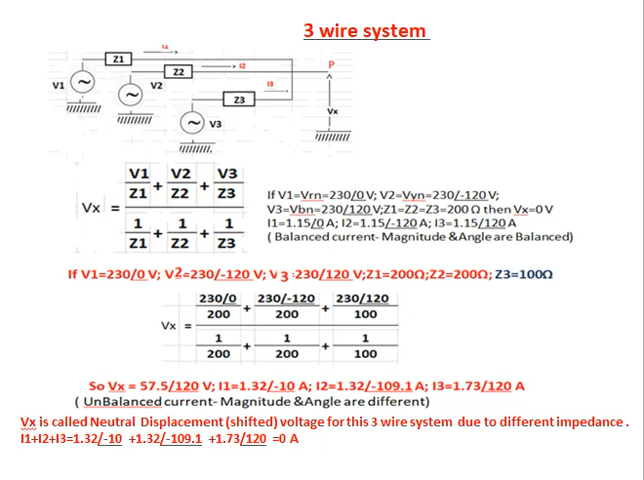 3 wire system
I1
Z1
Z2
I2
P
V1
V2
I3
Z3
Vx
V3
V1 V2 V3
Z1 + Z2 + Z3
Vx =
1 1 1
Z1 + Z2 + Z3
If V1=Vrn=230/0 V; V2=Vyn=230/-120 V;
V3=Vbn=230/120 V;Z1=Z2=Z3=200 Ω then Vx=0 V
I1=1.15/0 A; I2=1.15/-120 A; I3=1.15/120 A
( Balanced current- Magnitude &Angle are Balanced)
If V1=230/0 V; V2=230/-120 V; V3 :230/120 V;Z1=200Ω;Z2=200Ω; Z3=100Ω
230/0 + 230/-120 + 230/120
200 200 100
Vx =
1 + 1 + 1
200 200 100
So Vx = 57.5/120 V; I1=1.32/-10 A; I2=1.32/-109.1 A; I3=1.73/120 A
( UnBalanced current- Magnitude &Angle are different)
Vx is called Neutral Displacement (shifted) voltage for this 3 wire system due to different impedance .
I1+I2+I3=1.32/-10 +1.32/-109.1 +1.73/120 =0 A